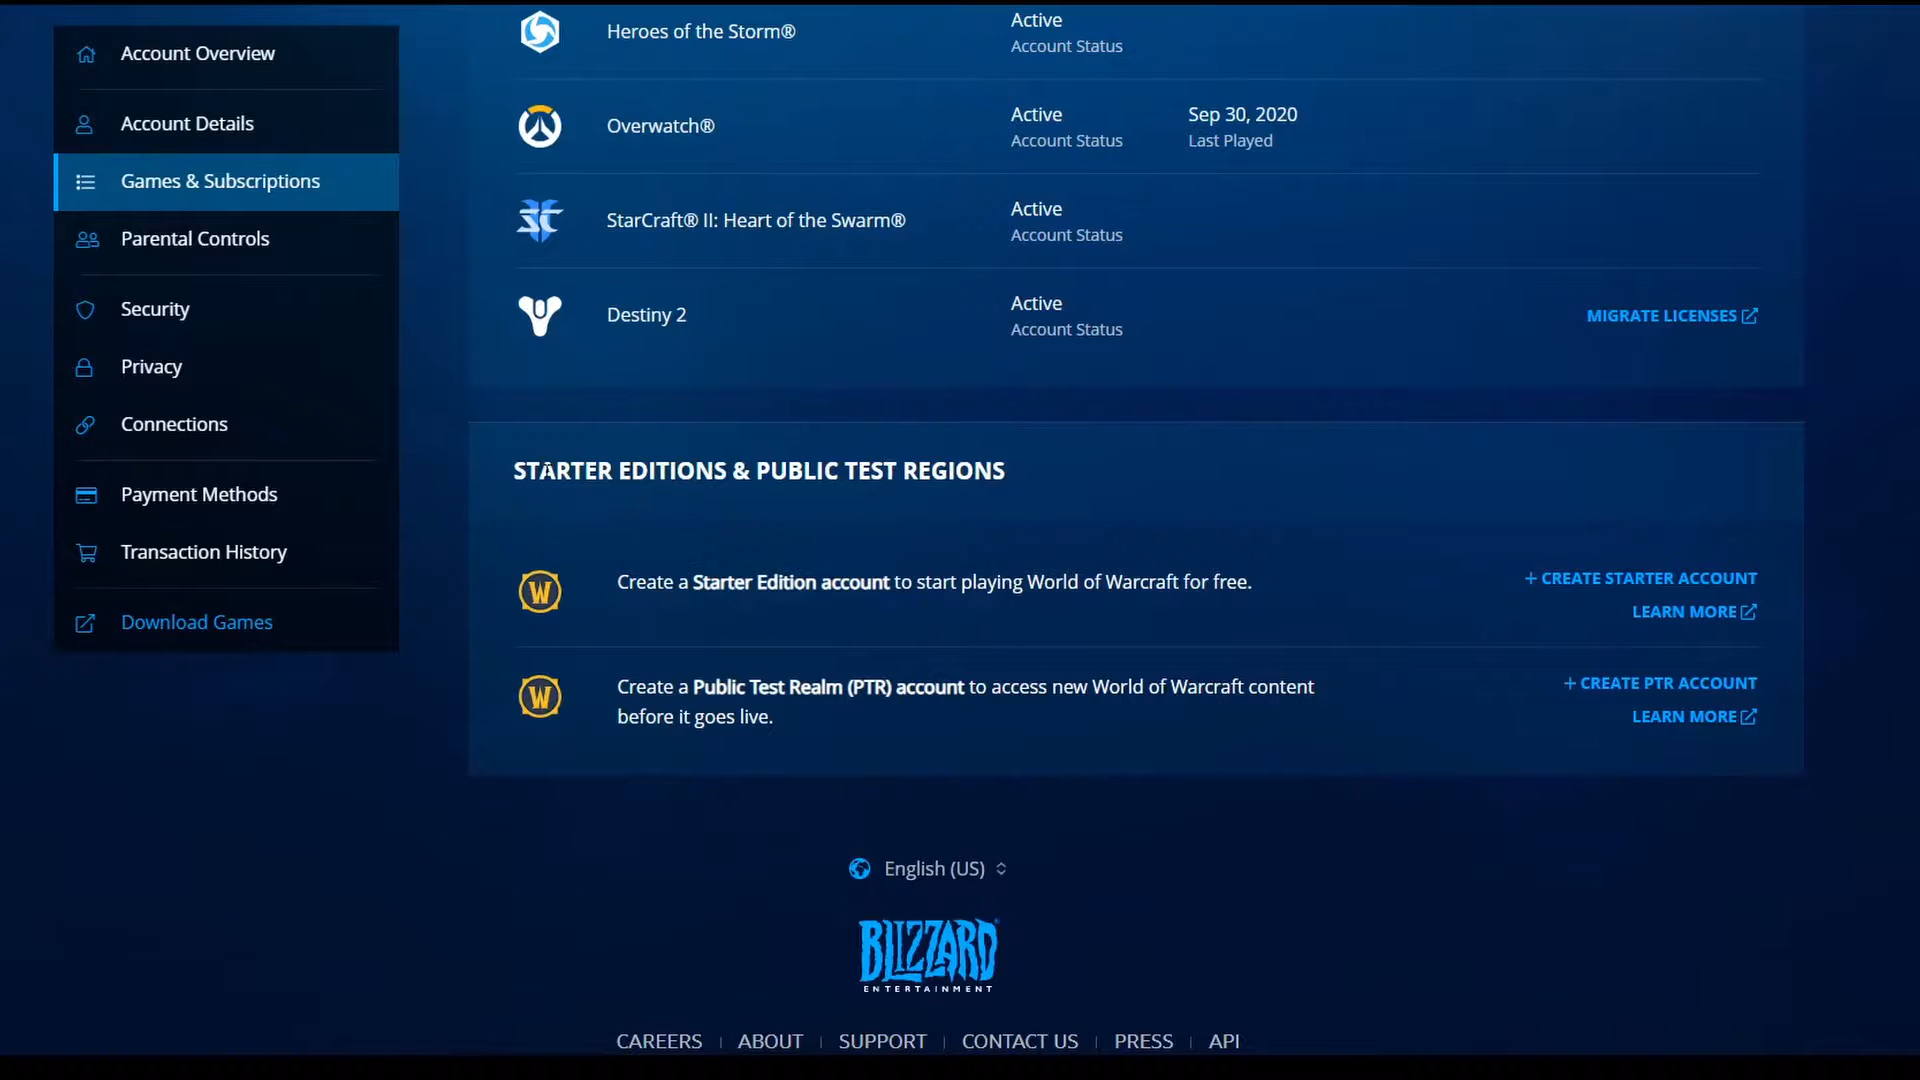 Account Overview
Account Details
Games & Subscriptions
Parental Controls
Security
Privacy
Connections
Payment Methods
Transaction History
Download Games
Heroes of the Storm®
Active
Account Status
Overwatch®
Active
Account Status
Sep 30, 2020
Last Played
StarCraft® II: Heart of the Swarm®
Active
Account Status
Destiny 2
Active
Account Status
MIGRATE LICENSES
STARTER EDITIONS & PUBLIC TEST REGIONS
W
Create a Starter Edition account to start playing World of Warcraft for free.
+ CREATE STARTER ACCOUNT
LEARN MORE
W
Create a Public Test Realm (PTR) account to access new World of Warcraft content
before it goes live.
+ CREATE PTR ACCOUNT
LEARN MORE
English (US)
BLIZZARD®
ENTERTAINMENT
CAREERS | ABOUT | SUPPORT | CONTACT US | PRESS | API